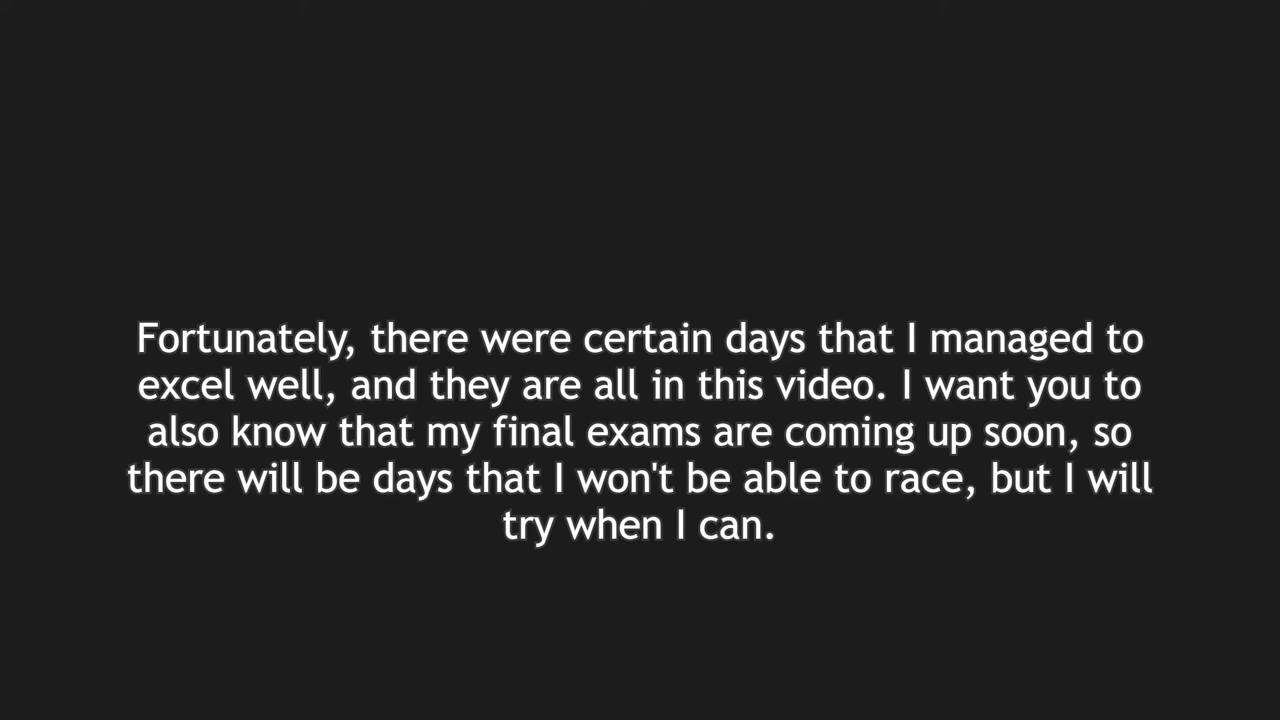 Fortunately, there were certain days that I managed to
excel well, and they are all in this video. I want you to
also know that my final exams are coming up soon, so
there will be days that I won't be able to race, but I will
try when I can.